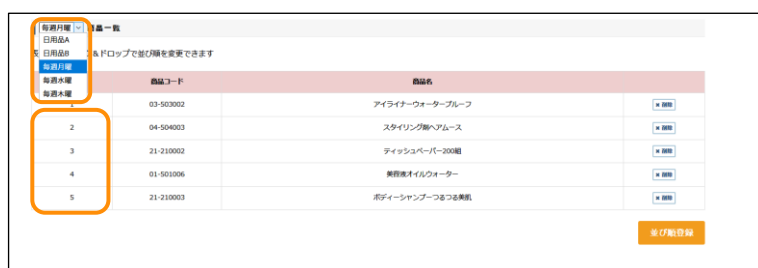 毎週月曜 商品一覧
日用品A
日用品B
&ドロップで並び順を変更できます
毎週月曜
毎週水曜
毎週木曜
商品コード 商品名
1 03-503002 アイライナーウォータープルーフ ×削除
2 04-504003 スタイリング剤ヘアムース ×削除
3 21-210002 ティッシュペーパー200組 ×削除
4 01-501006 美容液オイルウォーター ×削除
5 21-210003 ボディーシャンプーつるつる美肌 ×削除
並び順登録